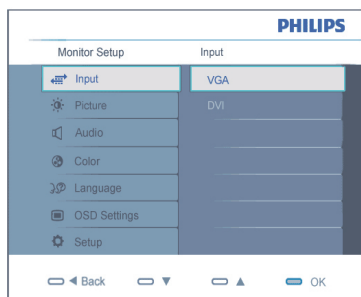 PHILIPS
Monitor Setup Input
Input VGA
Picture DVI
Audio
Color
Language
OSD Settings
Setup
Back OK